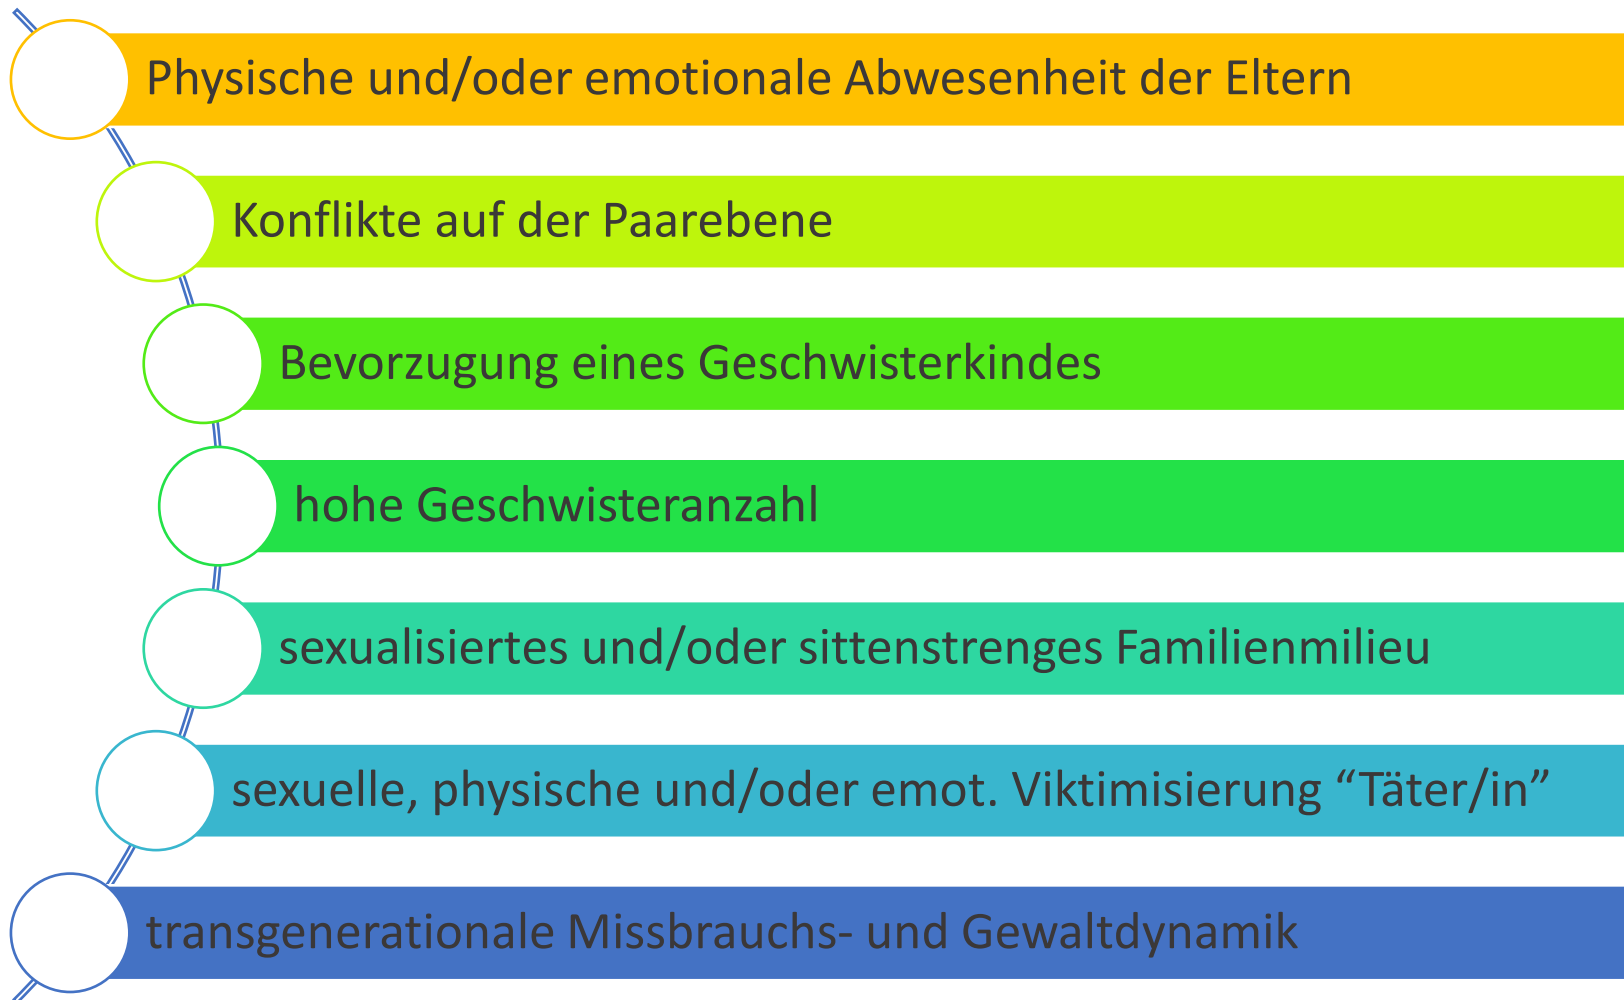 Physische und/oder emotionale Abwesenheit der Eltern
Konflikte auf der Paarebene
Bevorzugung eines Geschwisterkindes
hohe Geschwisteranzahl
sexualisiertes und/oder sittenstrenges Familienmilieu
sexuelle, physische und/oder emot. Viktimisierung “Täter/in”
transgenerationale Missbrauchs- und Gewaltdynamik